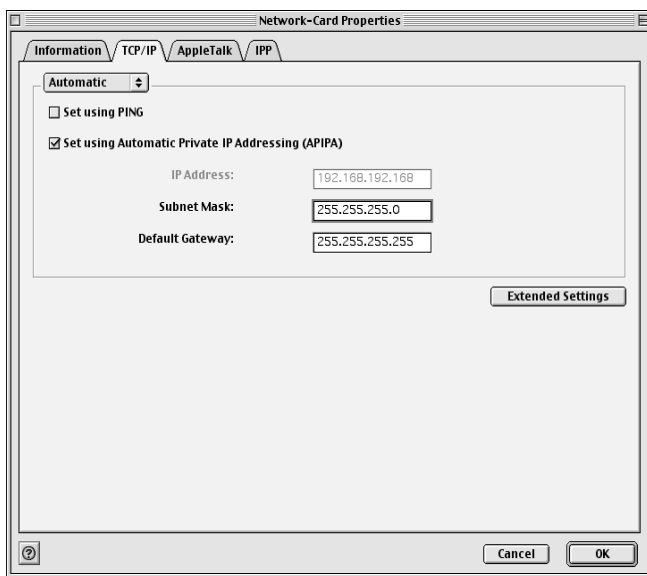 Network-Card Properties
Information TCP/IP AppleTalk IPP
Automatic
Set using PING
Set using Automatic Private IP Addressing (APIPA)
IP Address: 192.168.192.168
Subnet Mask: 255.255.255.0
Default Gateway: 255.255.255.255
Extended Settings
? Cancel OK